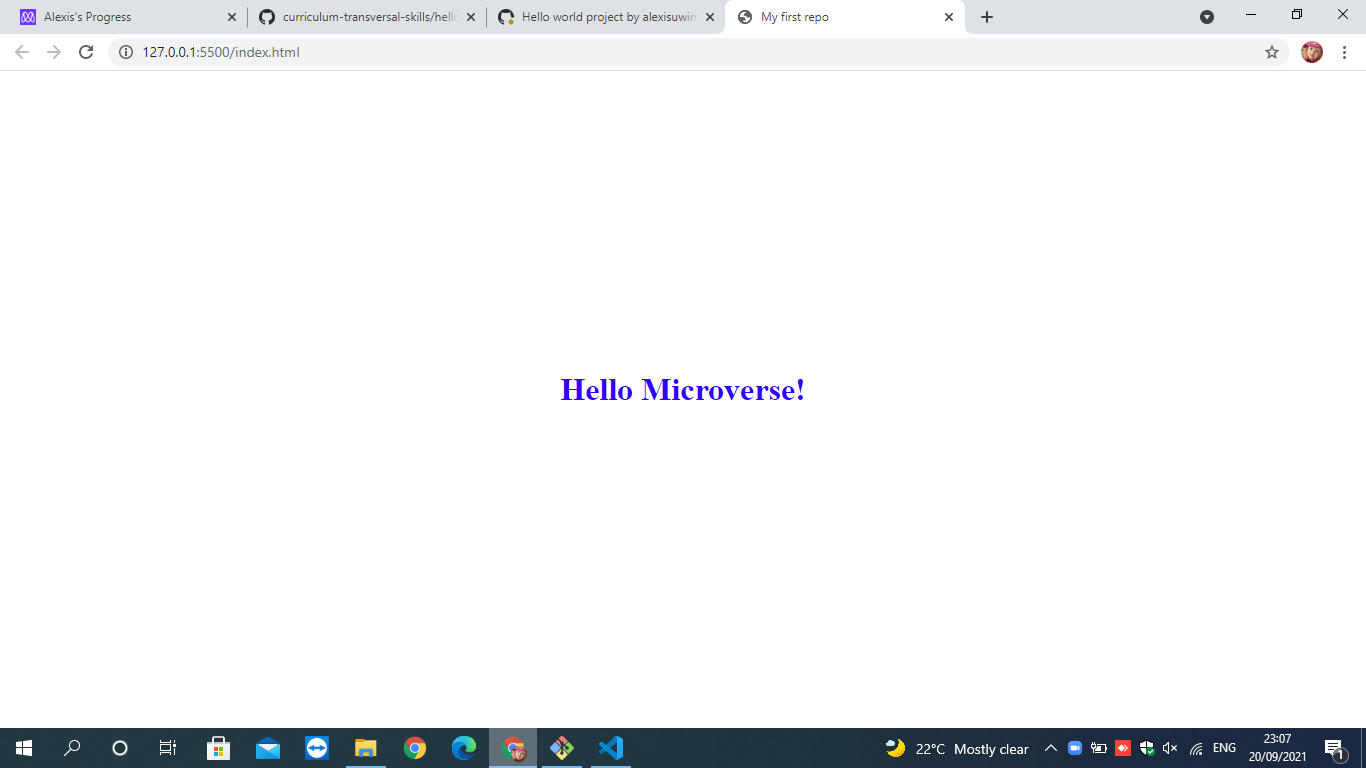 Alexis's Progress
curriculum-transversal-skills/hello
Hello world project by alexisuwim
My first repo
127.0.0.1:5500/index.html
Hello Microverse!
22°C Mostly clear
ENG
23:07
20/09/2021
1